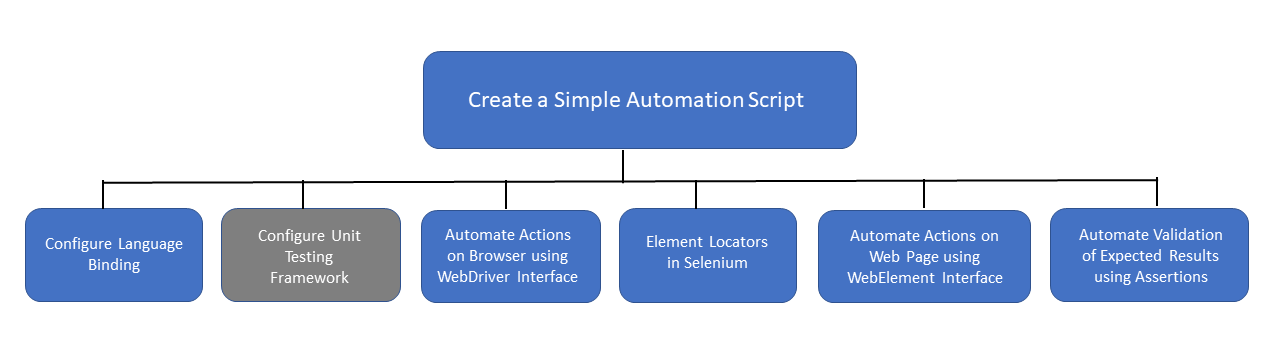 Create a Simple Automation Script
Configure Language
Binding
Configure Unit
Testing
Framework
Automate Actions
on Browser using
WebDriver Interface
Element Locators
in Selenium
Automate Actions on
Web Page using
WebElement Interface
Automate Validation
of Expected Results
using Assertions